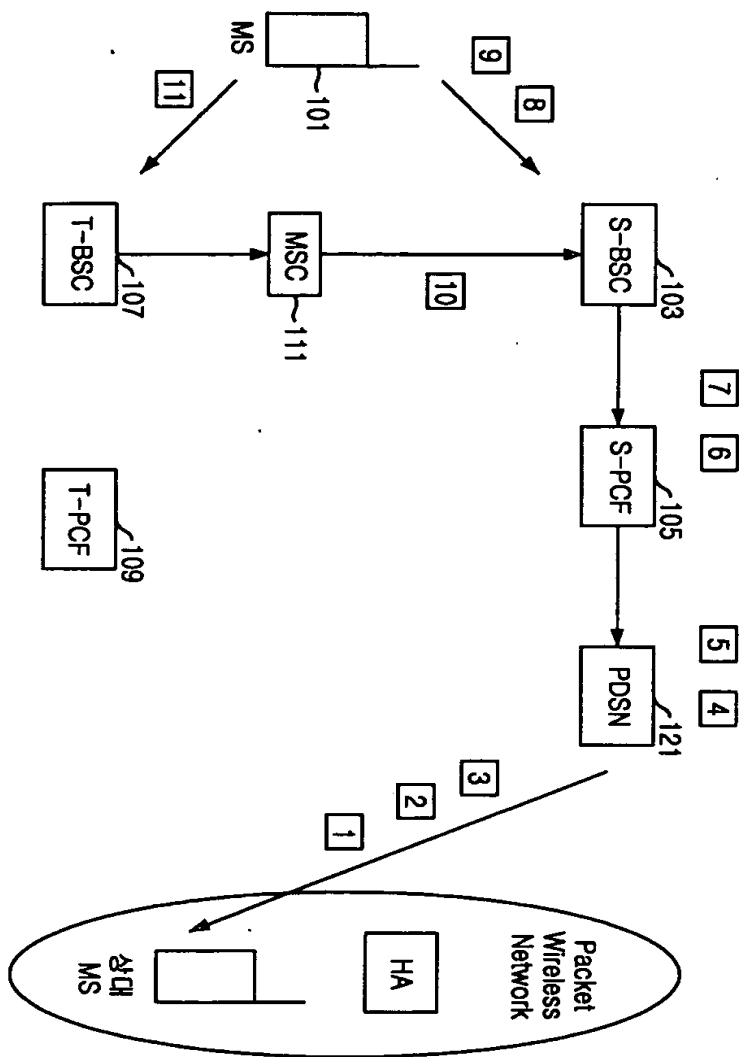 7
6
5
4
103
105
121
S-BSC
S-PCF
PDSN
Packet
Wireless
Network
8
9
3
10
2
HA
1
101
111
MSC
MS
11
107
109
T-BSC
T-PCF
상대
MS